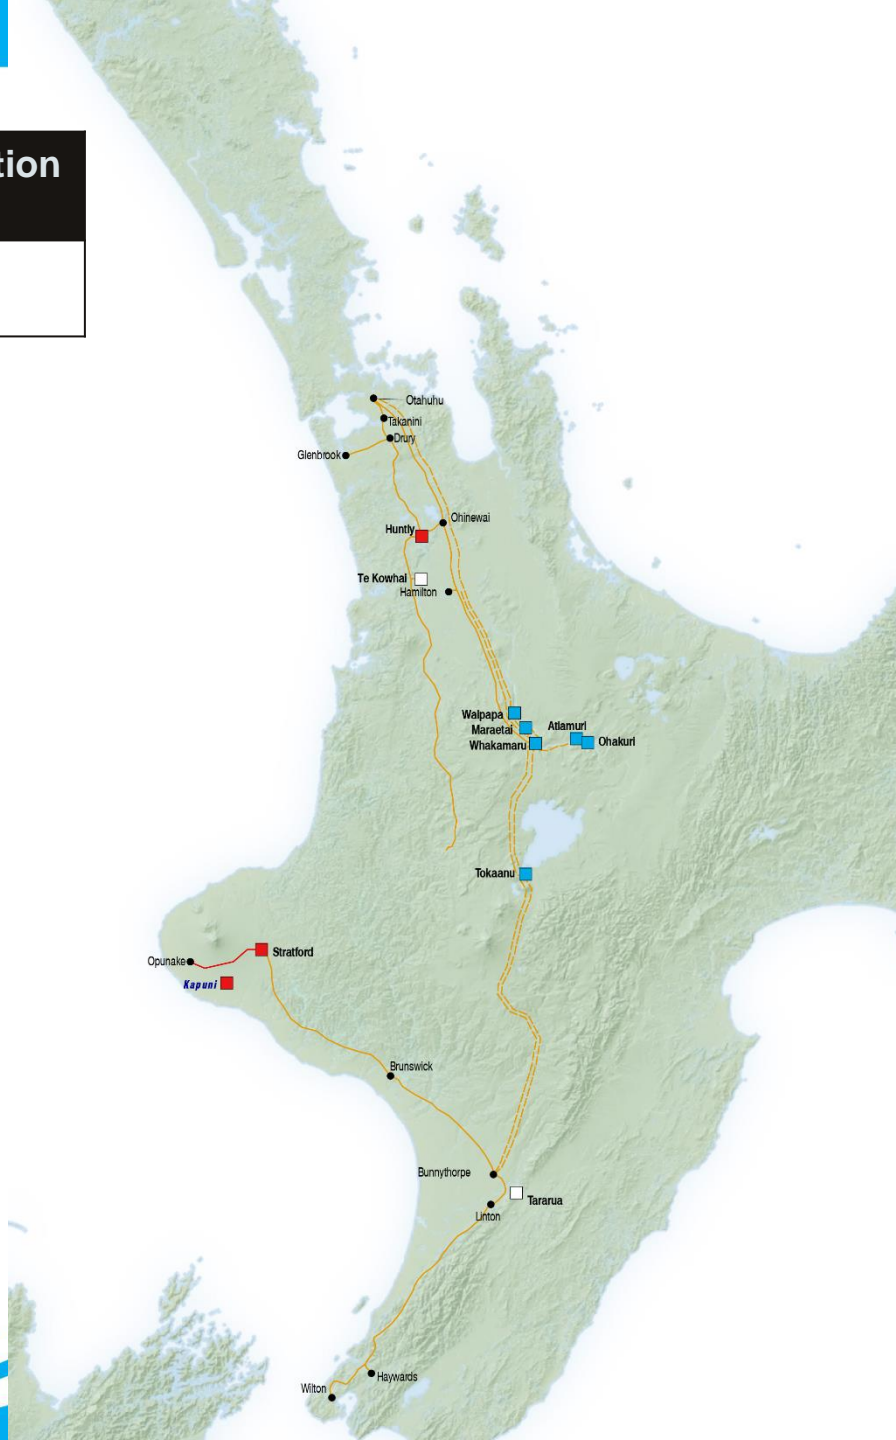 tion
Otahuhu
Takanini
Drury
Glenbrook
Ohinewai
Huntly
Te Kowhai
Hamilton
Waipapa
Atiamuri
Maraetai
Ohakuri
Whakamaru
Tokaanu
Stratford
Opunake
Kapuni
Brunswick
Bunnythorpe
Tararua
Linton
Haywards
Wilton